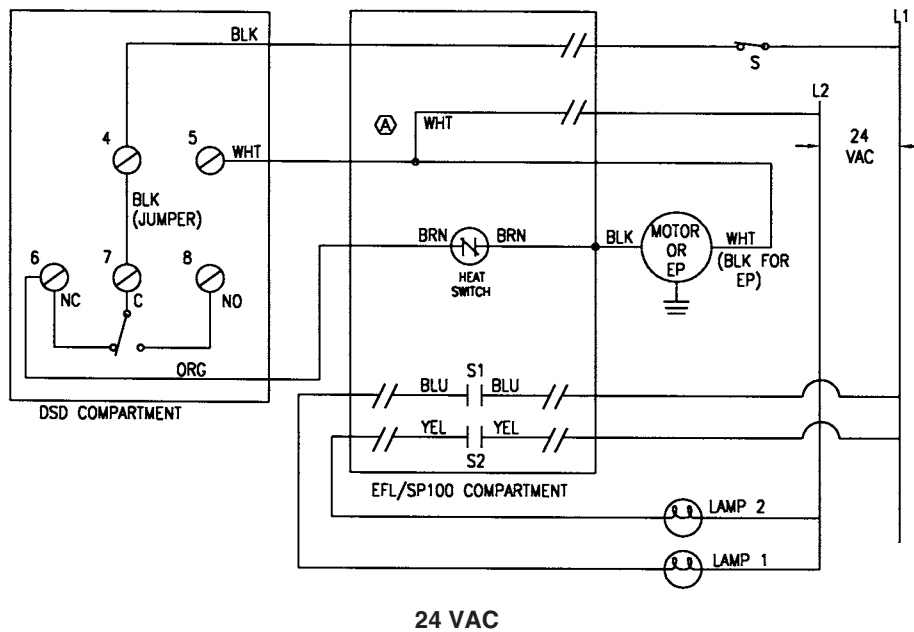 L1
BLK
S
L2
A
WHT
24
VAC
4
5
WHT
BLK
(JUMPER)
BRN
BRN
BLK
MOTOR
OR
EP
WHT
(BLK FOR
EP)
HEAT
SWITCH
6
7
8
NC
C
NO
ORG
S1
BLU
BLU
DSD COMPARTMENT
YEL
YEL
S2
EFL/SP100 COMPARTMENT
LAMP 2
LAMP 1
24 VAC